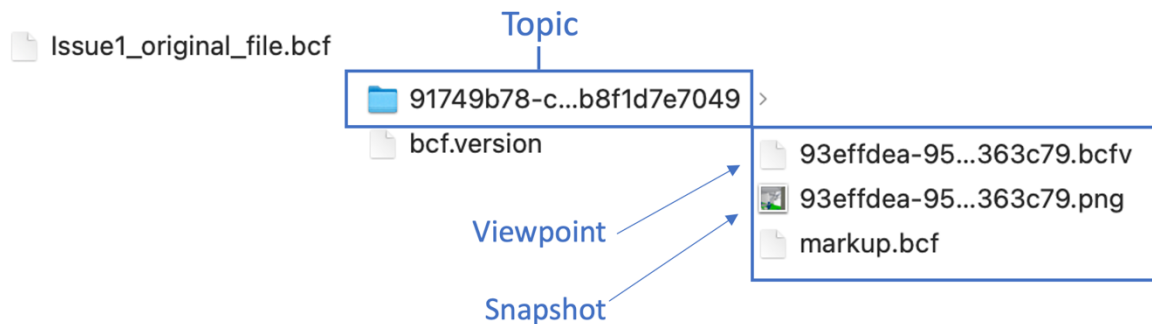 Topic
Issue1_original_file.bcf
91749b78-c...b8f1d7e7049
bcf.version
93effdea-95...363c79.bcfv
93effdea-95...363c79.png
Viewpoint
markup.bcf
Snapshot